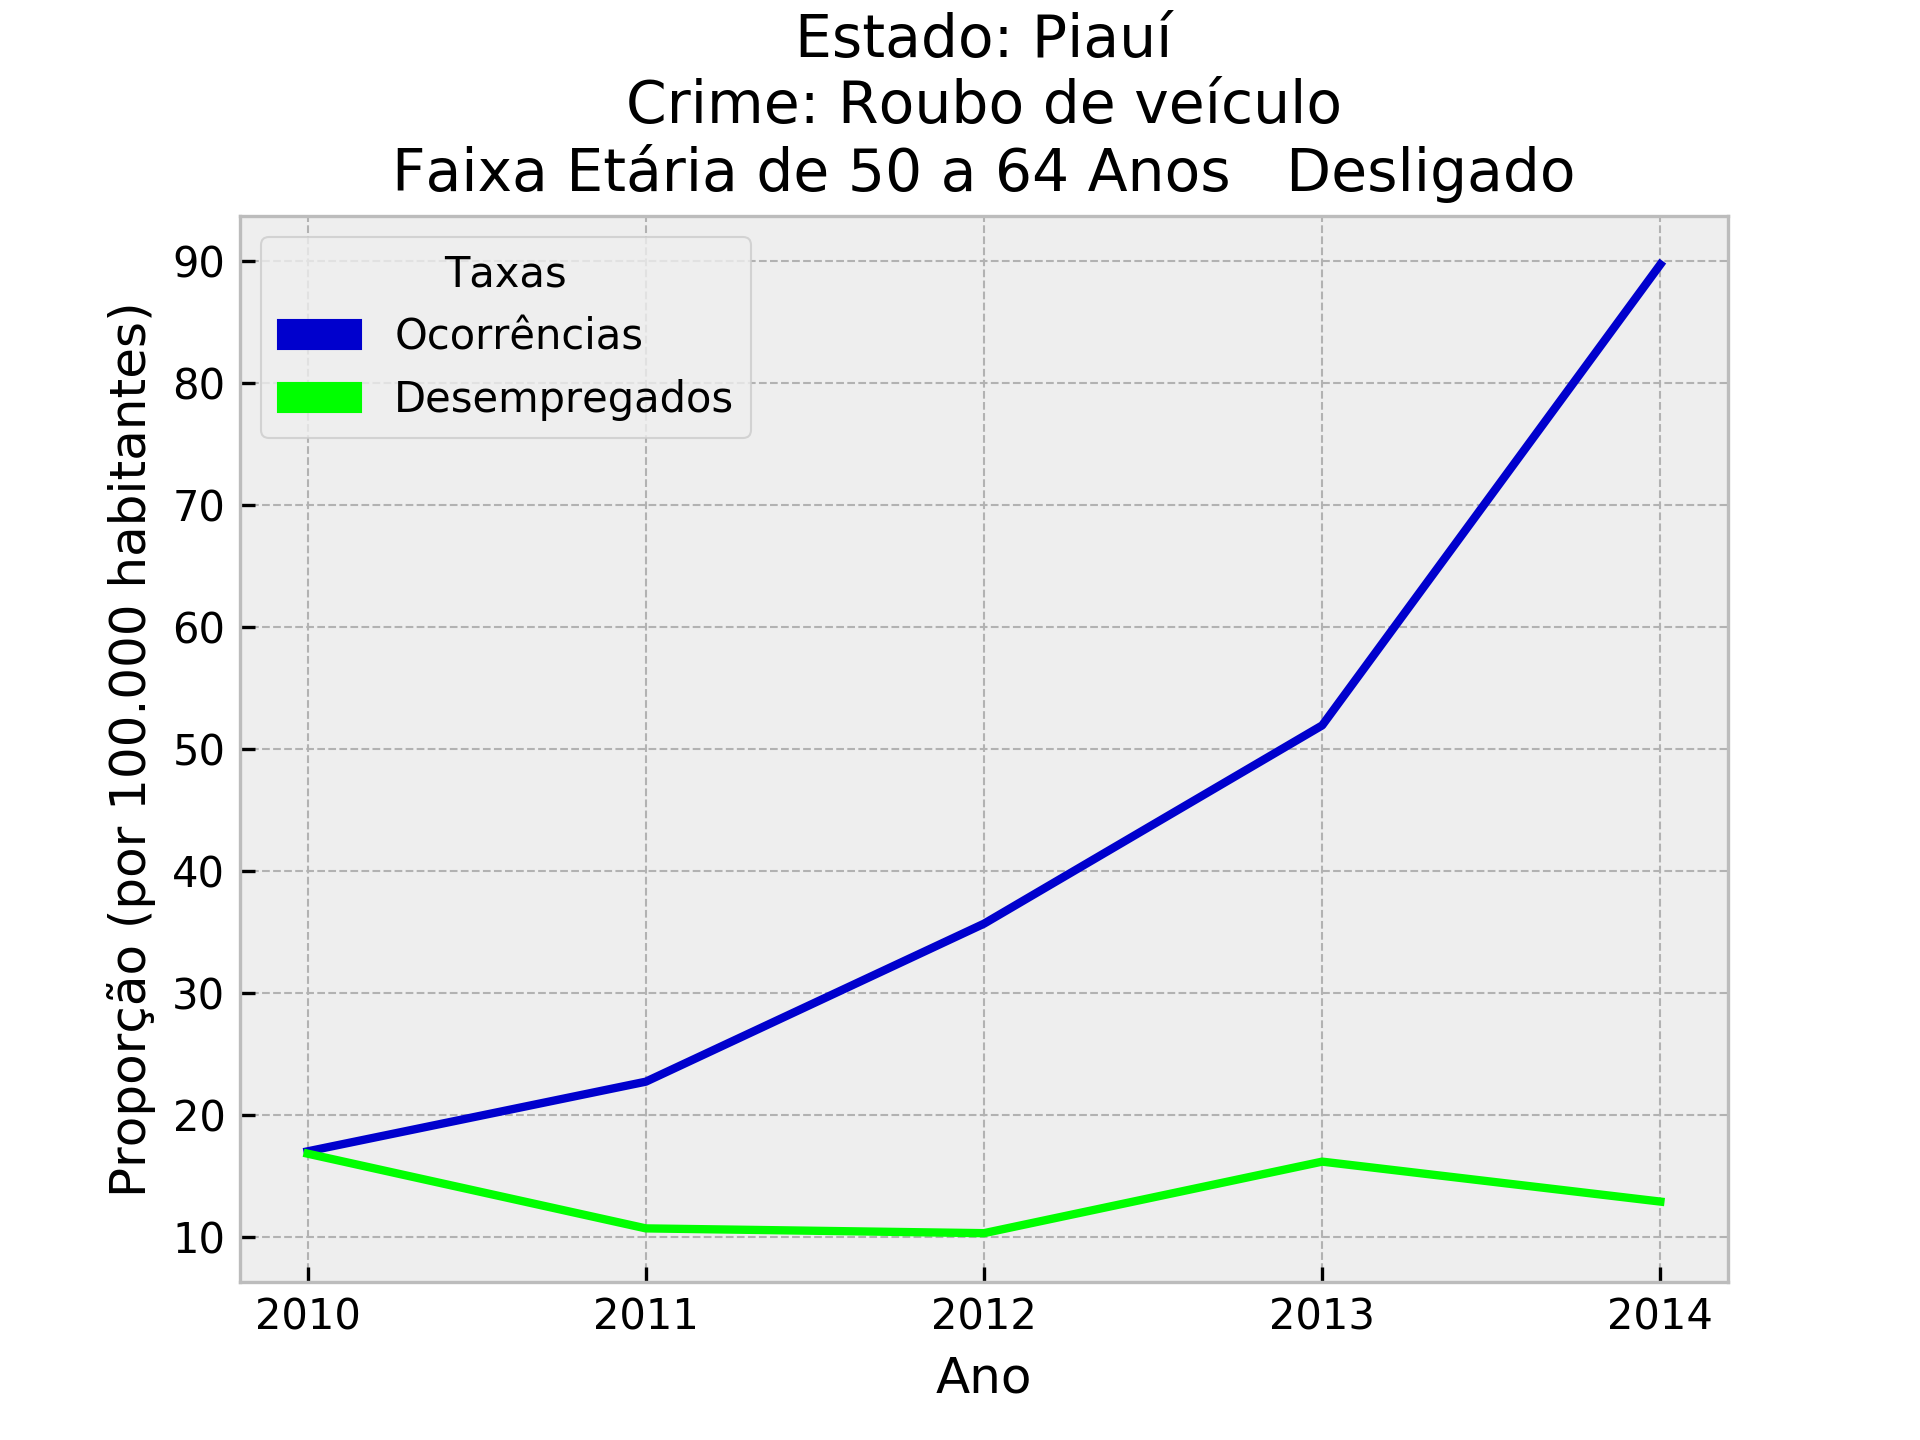 Estado: Piauí
Crime: Roubo de veículo
Faixa Etária de 50 a 64 Anos   Desligado
Taxas
Ocorrências
Desempregados
Proporção (por 100.000 habitantes)
90
80
70
60
50
40
30
20
10
2010 2011 2012 2013 2014
Ano